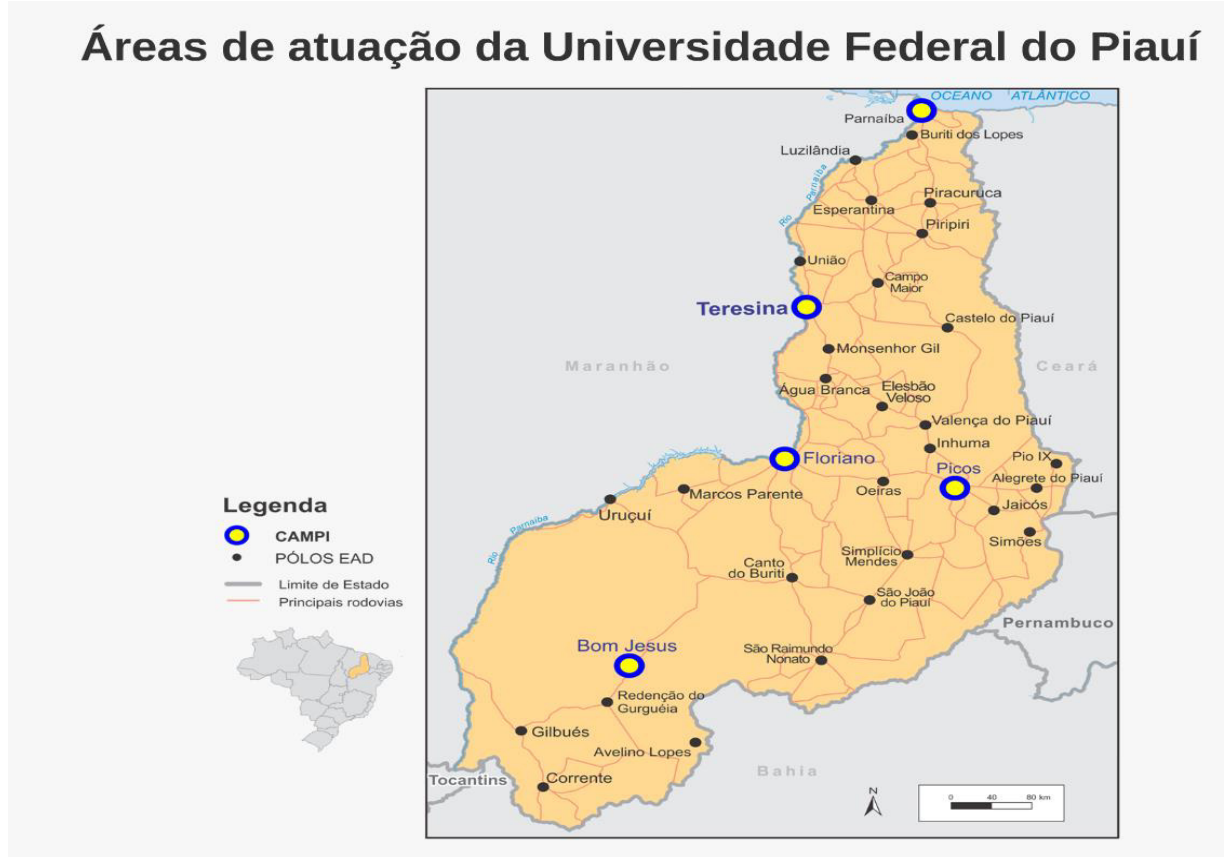 Áreas de atuação da Universidade Federal do Piauí
OCEANO ATLÂNTICO
Parnaíba
Buriti dos Lopes
Luzilândia
Rio Parnaíba
Piracuruca
Esperantina
Piripiri
União
Campo
Maior
Teresina
Castelo do Piauí
Monsenhor Gil
Maranhão
Ceará
Água Branca
Elesbão
Veloso
Valença do Piauí
Inhuma
Floriano
Picos
Pio IX
Alegrete do Piauí
Oeiras
Marcos Parente
Jaicós
Uruçuí
Simões
Rio Parnaíba
Simplício
Mendes
Canto
do Buriti
São João
do Piauí
Pernambuco
Bom Jesus
São Raimundo
Nonato
Redenção do
Gurguéia
Gilbués
Avelino Lopes
Bahia
Tocantins
Corrente
N
0 40 80 km
Legenda
CAMPI
PÓLOS EAD
Limite de Estado
Principais rodovias